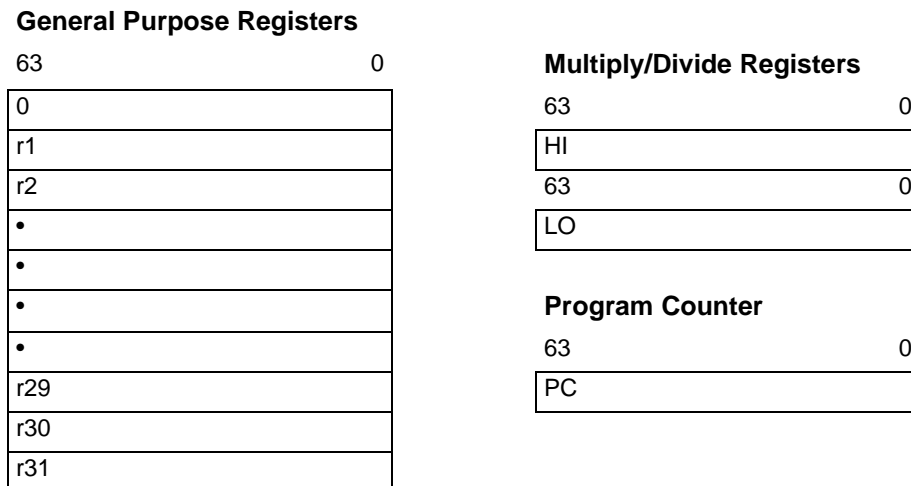 General Purpose Registers
63 0
0
r1
r2
•
•
•
•
r29
r30
r31
Multiply/Divide Registers
63 0
HI
63 0
LO
Program Counter
63 0
PC